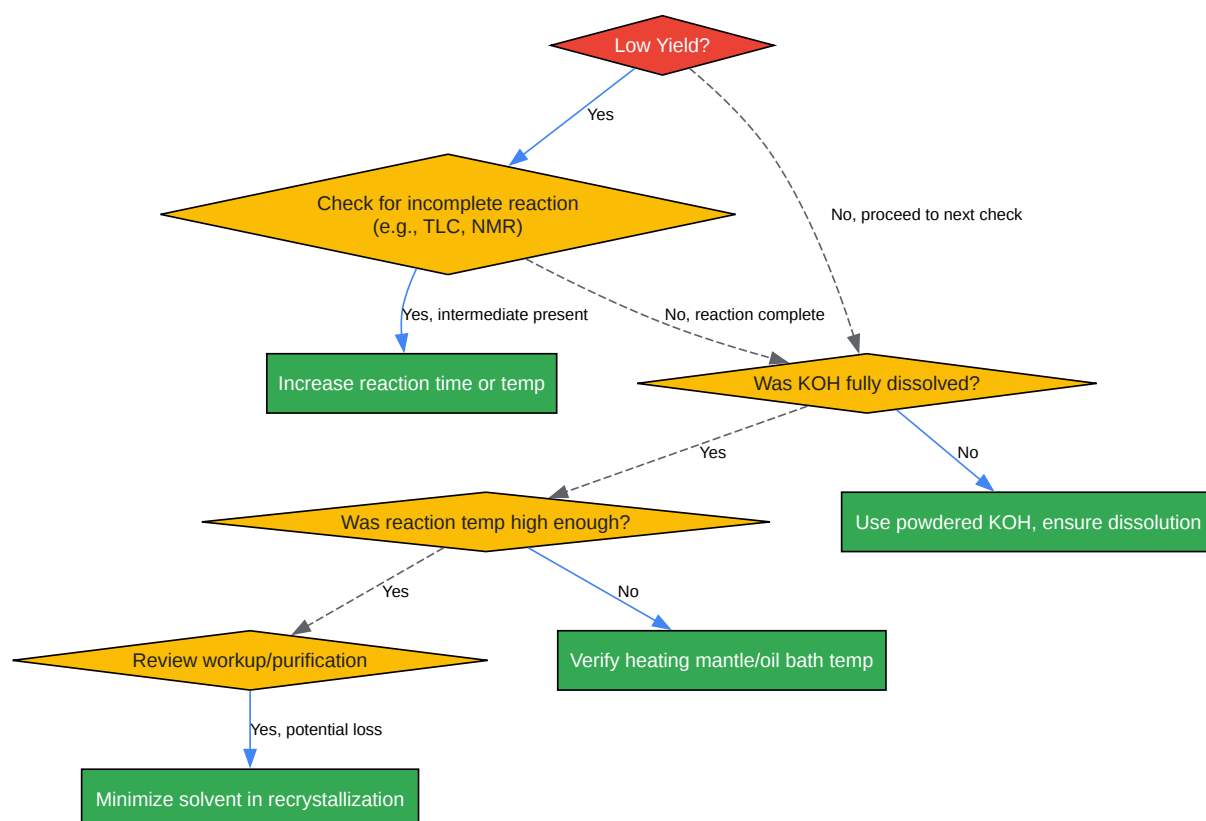 Low Yield?
Yes
Check for incomplete reaction
(e.g., TLC, NMR)
No, proceed to next check
Yes, intermediate present
No, reaction complete
Increase reaction time or temp
Was KOH fully dissolved?
Yes
No
Was reaction temp high enough?
Use powdered KOH, ensure dissolution
Yes
No
Review workup/purification
Verify heating mantle/oil bath temp
Yes, potential loss
Minimize solvent in recrystallization